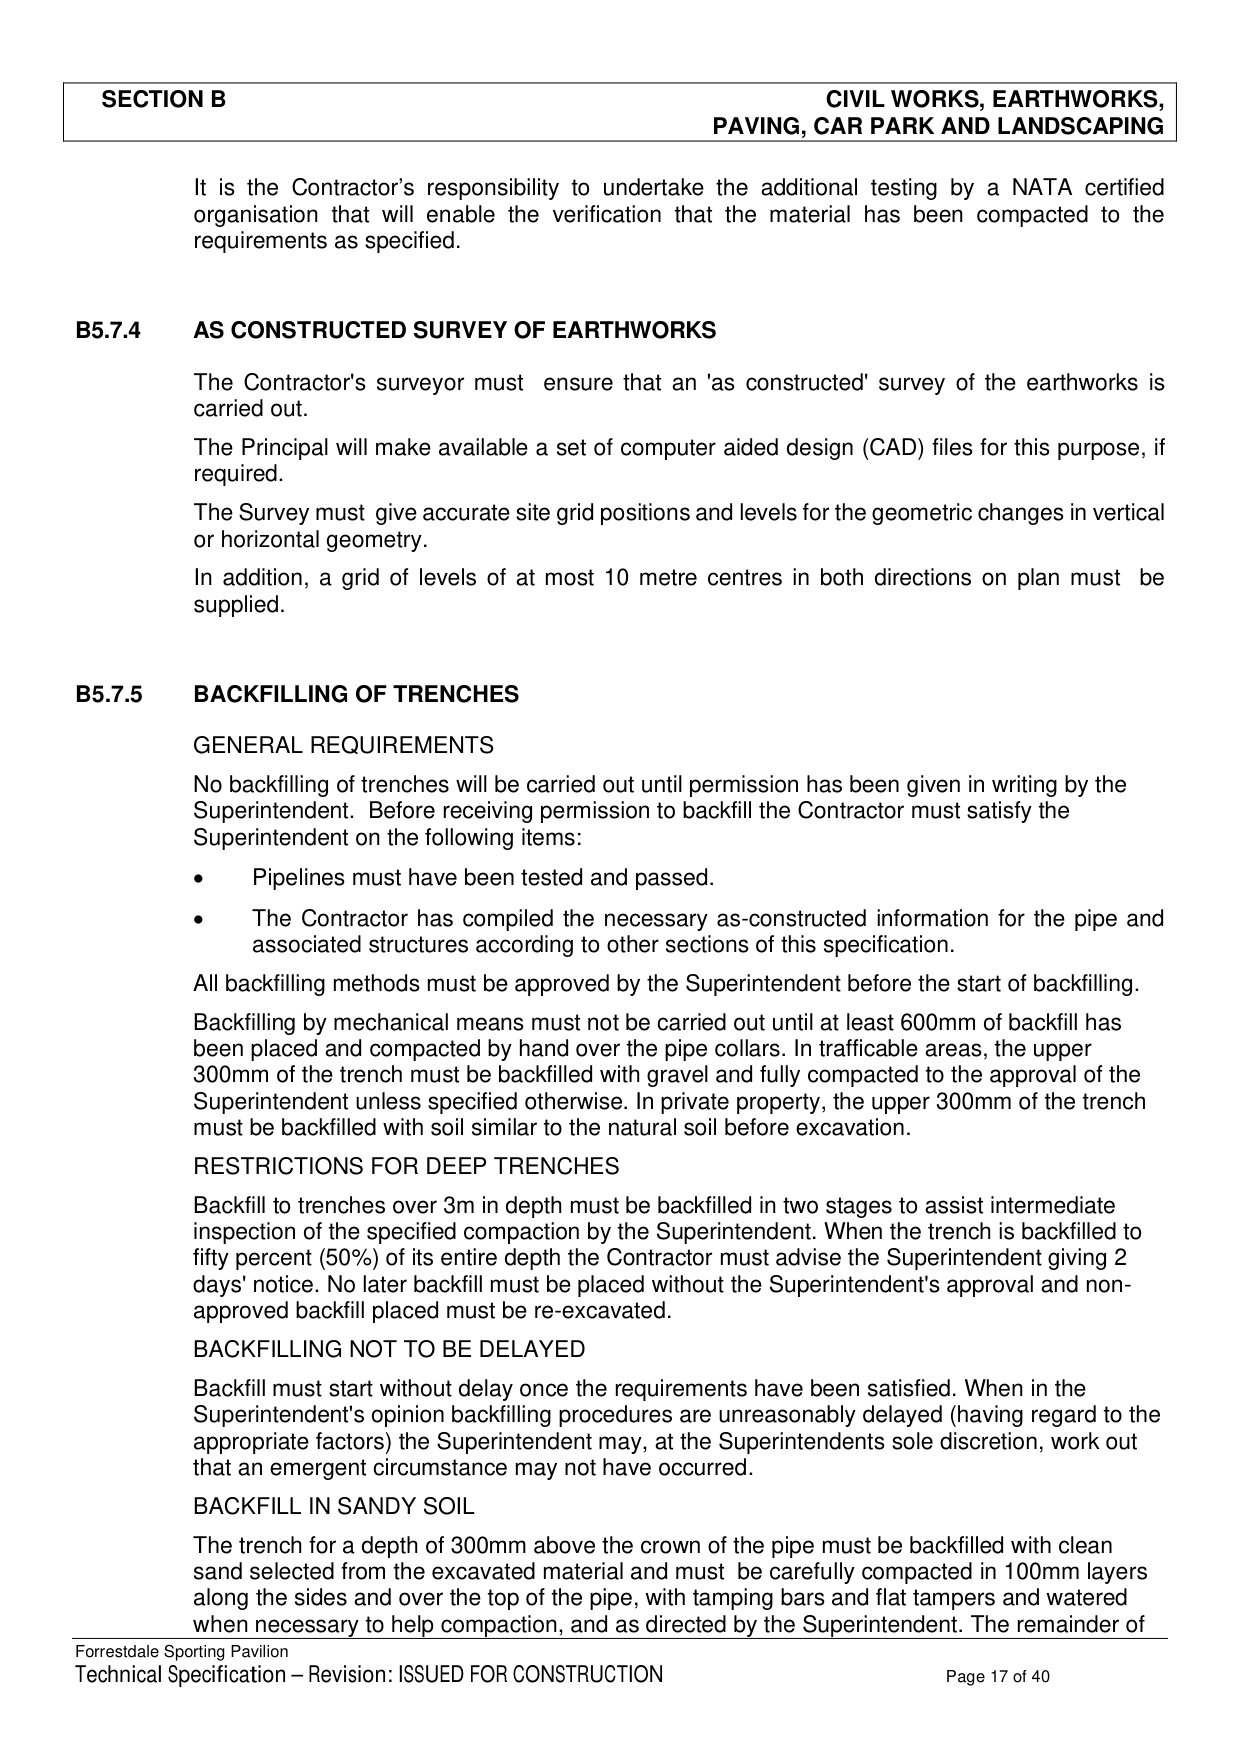 SECTION B
CIVIL WORKS, EARTHWORKS,
PAVING, CAR PARK AND LANDSCAPING
It is the Contractor’s responsibility to undertake the additional testing by a NATA certified
organisation that will enable the verification that the material has been compacted to the
requirements as specified.
B5.7.4 AS CONSTRUCTED SURVEY OF EARTHWORKS
The Contractor's surveyor must  ensure that an 'as constructed' survey of the earthworks is
carried out.
The Principal will make available a set of computer aided design (CAD) files for this purpose, if
required.
The Survey must  give accurate site grid positions and levels for the geometric changes in vertical
or horizontal geometry.
In addition, a grid of levels of at most 10 metre centres in both directions on plan must  be
supplied.
B5.7.5 BACKFILLING OF TRENCHES
GENERAL REQUIREMENTS
No backfilling of trenches will be carried out until permission has been given in writing by the
Superintendent.  Before receiving permission to backfill the Contractor must satisfy the
Superintendent on the following items:
• Pipelines must have been tested and passed.
• The Contractor has compiled the necessary as-constructed information for the pipe and
associated structures according to other sections of this specification.
All backfilling methods must be approved by the Superintendent before the start of backfilling.
Backfilling by mechanical means must not be carried out until at least 600mm of backfill has
been placed and compacted by hand over the pipe collars. In trafficable areas, the upper
300mm of the trench must be backfilled with gravel and fully compacted to the approval of the
Superintendent unless specified otherwise. In private property, the upper 300mm of the trench
must be backfilled with soil similar to the natural soil before excavation.
RESTRICTIONS FOR DEEP TRENCHES
Backfill to trenches over 3m in depth must be backfilled in two stages to assist intermediate
inspection of the specified compaction by the Superintendent. When the trench is backfilled to
fifty percent (50%) of its entire depth the Contractor must advise the Superintendent giving 2
days' notice. No later backfill must be placed without the Superintendent's approval and non-
approved backfill placed must be re-excavated.
BACKFILLING NOT TO BE DELAYED
Backfill must start without delay once the requirements have been satisfied. When in the
Superintendent's opinion backfilling procedures are unreasonably delayed (having regard to the
appropriate factors) the Superintendent may, at the Superintendents sole discretion, work out
that an emergent circumstance may not have occurred.
BACKFILL IN SANDY SOIL
The trench for a depth of 300mm above the crown of the pipe must be backfilled with clean
sand selected from the excavated material and must  be carefully compacted in 100mm layers
along the sides and over the top of the pipe, with tamping bars and flat tampers and watered
when necessary to help compaction, and as directed by the Superintendent. The remainder of
Forrestdale Sporting Pavilion
Technical Specification – Revision: ISSUED FOR CONSTRUCTION Page 17 of 40